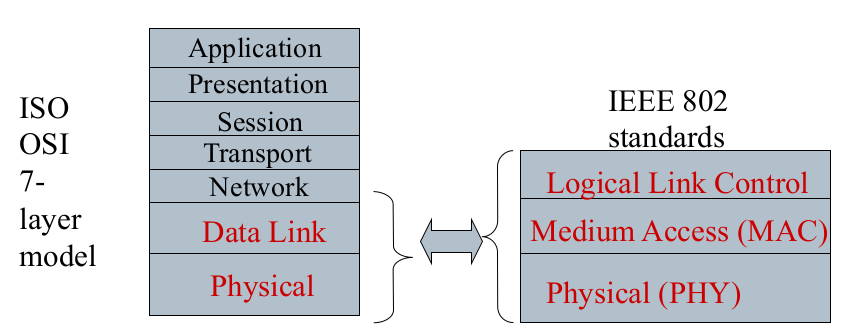 ISO
OSI
7-
layer
model
Application
Presentation
Session
Transport
Network
Data Link
Physical
IEEE 802
standards
Logical Link Control
Medium Access (MAC)
Physical (PHY)